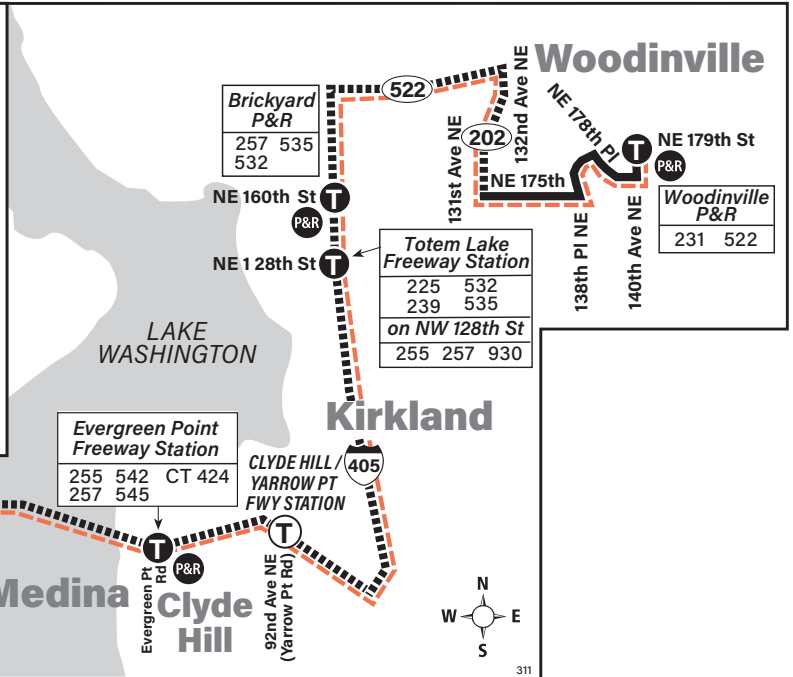 Woodinville
522
132nd Ave NE
NE 178th Pl
202
131st Ave NE
Brickyard
P&R
257 535
532
T
NE 179th St
P&R
NE 175th
Woodinville
P&R
231 522
138th Pl NE
140th Ave NE
NE 160th St
T
P&R
NE 1 28th St
T
Totem Lake
Freeway Station
225 532
239 535
on NW 128th St
255 257 930
LAKE
WASHINGTON
Kirkland
405
Evergreen Point
Freeway Station
255 542 CT 424
257 545
CLYDE HILL/
YARROW PT
FWY STATION
T
T
P&R
Medina
Clyde
Hill
Evergreen Pt
Rd
92nd Ave NE
(Yarrow Pt Rd)
N
W
E
S
311